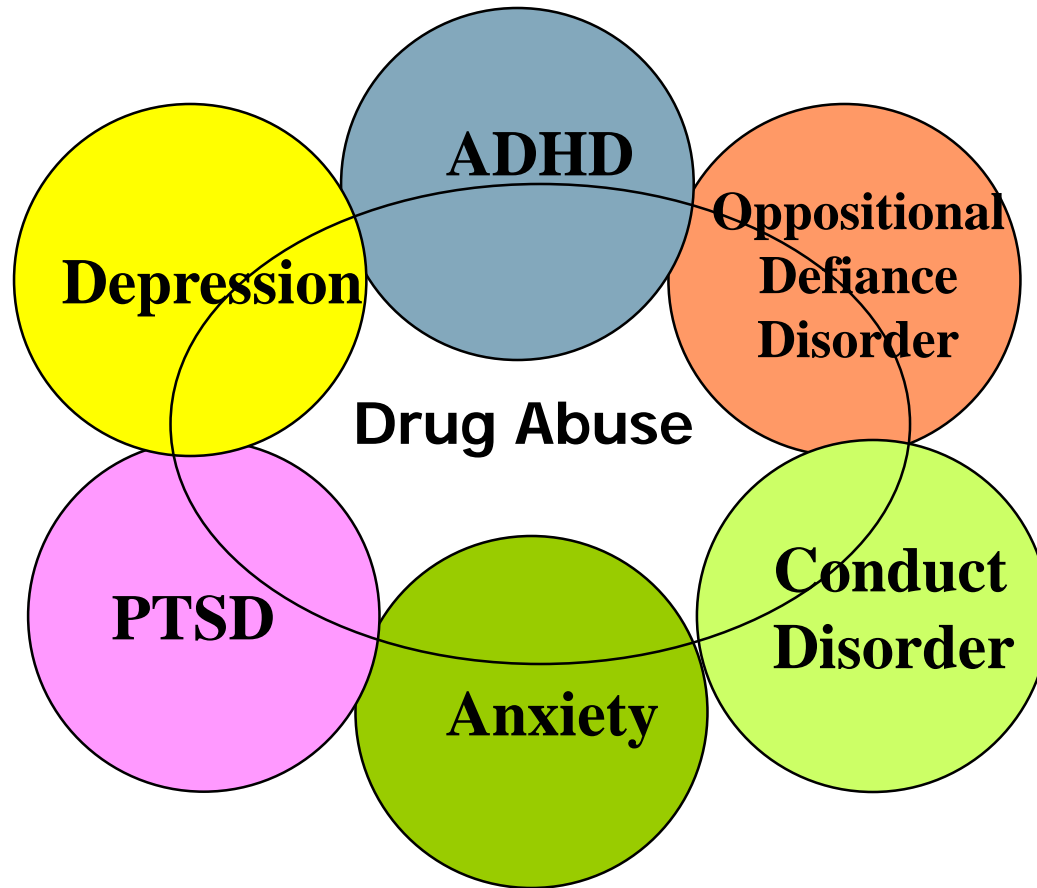 ADHD
Oppositional
Defiance
Disorder
Depression
Drug Abuse
Conduct
Disorder
PTSD
Anxiety